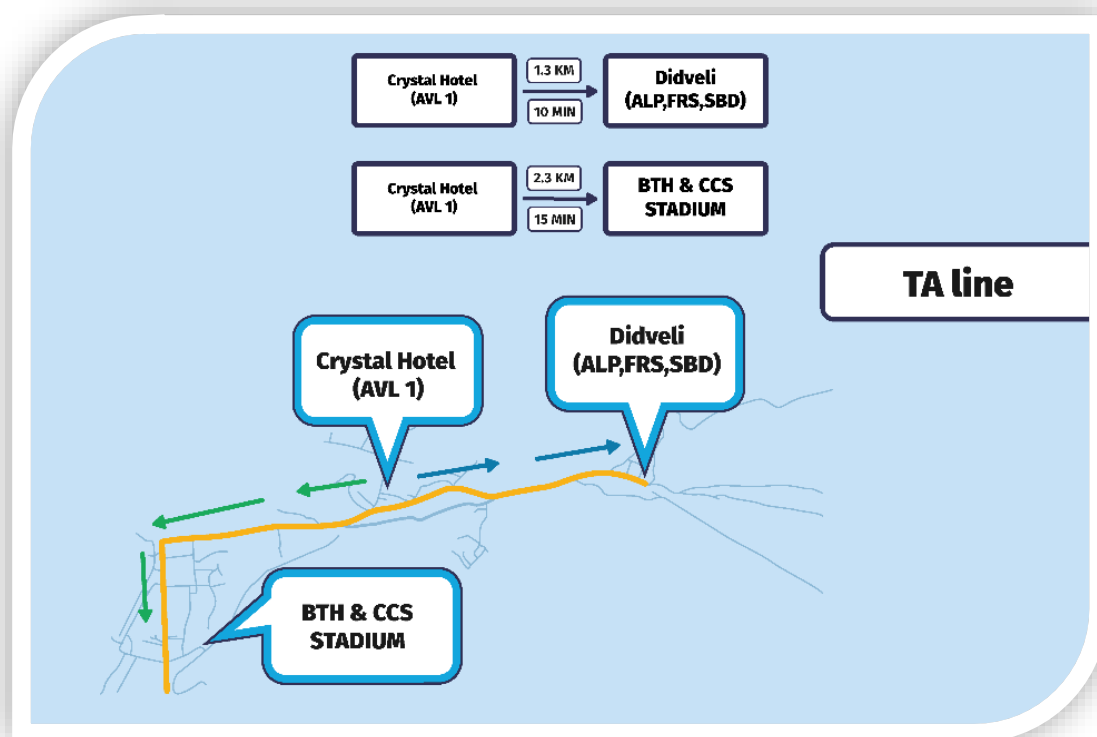 Crystal Hotel
(AVL 1)
1.3 KM
10 MIN
Didveli
(ALP,FRS,SBD)
Crystal Hotel
(AVL 1)
2.3 KM
15 MIN
BTH & CCS
STADIUM
TA line
Crystal Hotel
(AVL 1)
Didveli
(ALP,FRS,SBD)
BTH & CCS
STADIUM